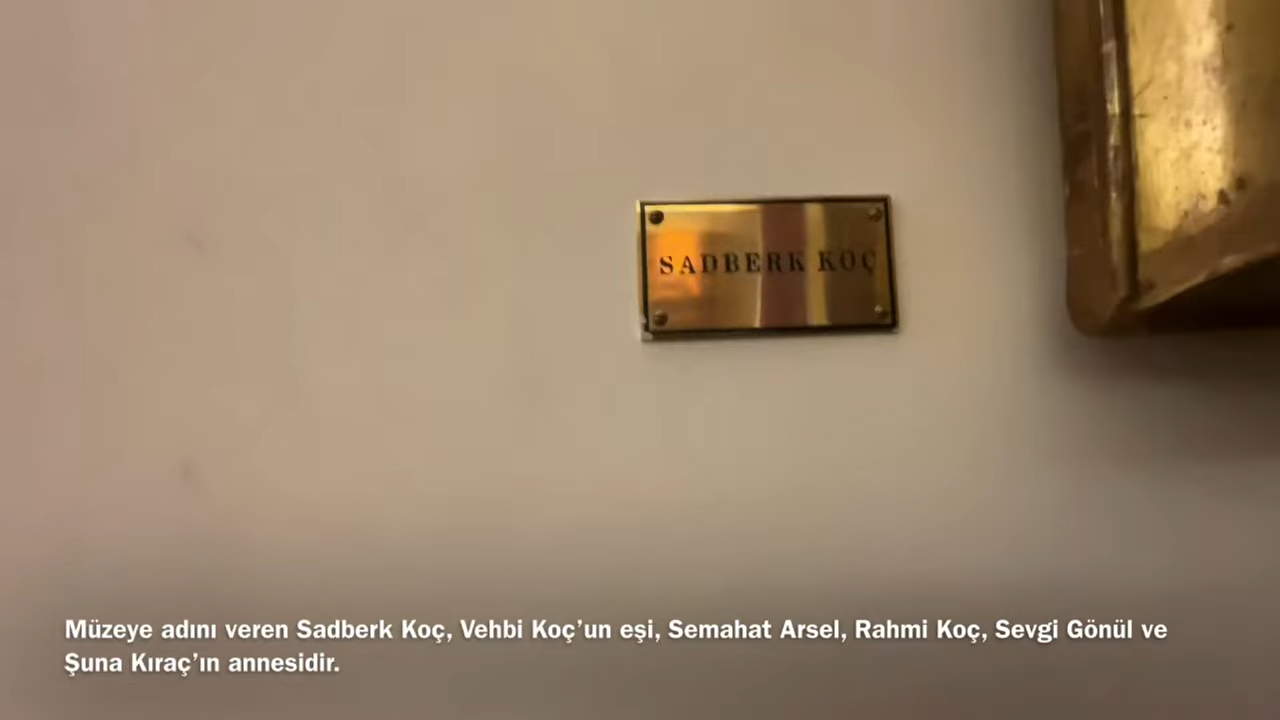 SADBERK KOÇ
Müzeye adını veren Sadberk Koç, Vehbi Koç’un eşi, Semahat Arsel, Rahmi Koç, Sevgi Gönül ve
Şuna Kıraç’ın annesidir.